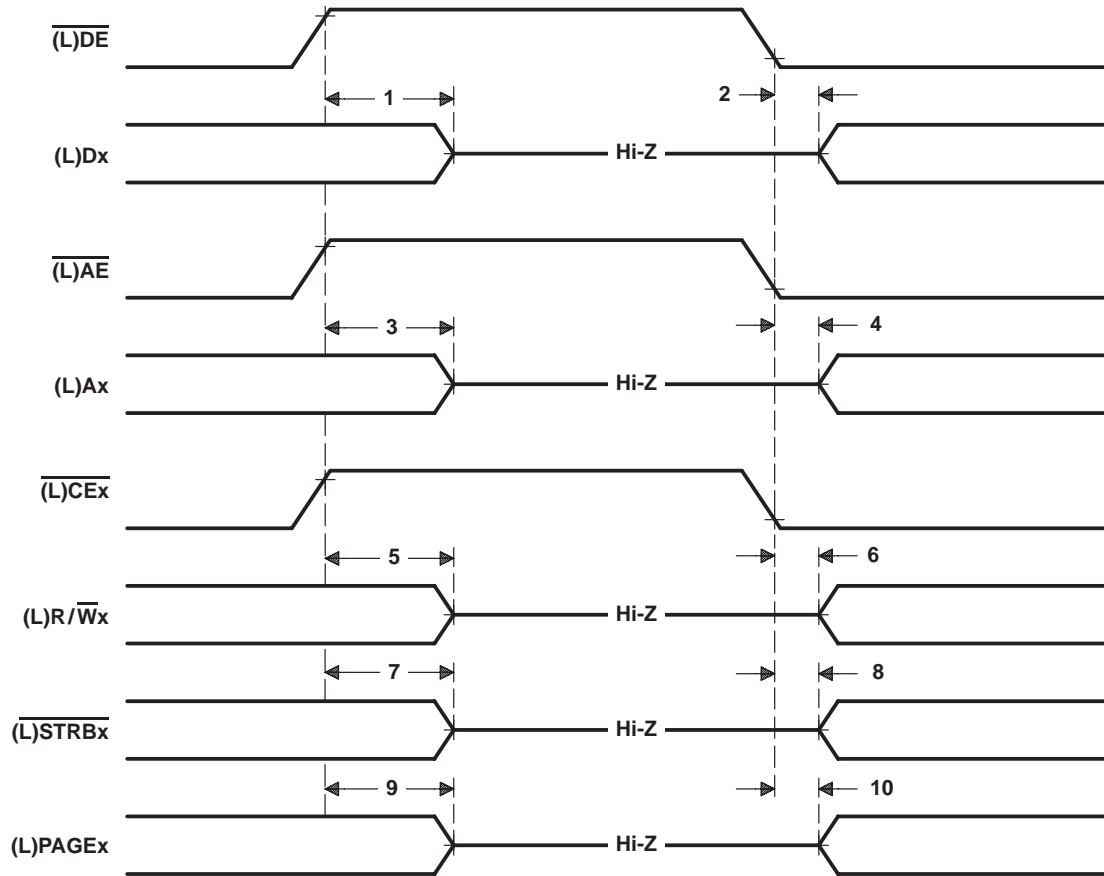 (L)DE
1
2
(L)Dx
Hi-Z
(L)AE
3
4
(L)Ax
Hi-Z
(L)CEx
5
6
(L)R/W̅x
Hi-Z
7
8
(L)STRBx
Hi-Z
9
10
(L)PAGEx
Hi-Z